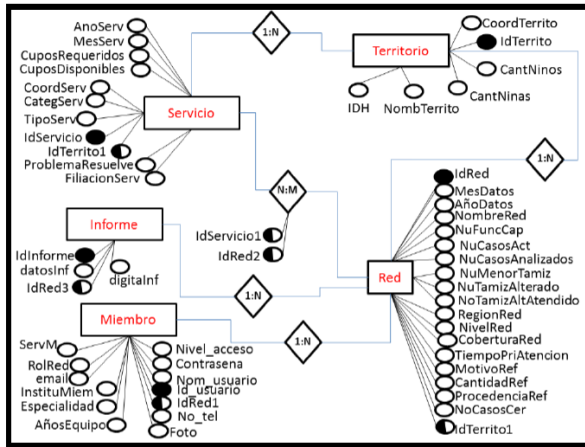 AnoServ
MesServ
CuposRequeridos
CuposDisponibles
CoordServ
CategServ
TipoServ
IdServicio
IdTerrito1
ProblemaResuelve
FiliacionServ
Servicio
1:N
Territorio
CoordTerrito
IdTerrito
CantNinos
CantNinas
NombTerrito
IDH
1:N
N:M
IdServicio1
IdRed2
Informe
IdInforme
datosInf
IdRed3
digitaInf
1:N
Red
IdRed
MesDatos
AñoDatos
NombreRed
NuFuncCap
NuCasosAct
NuCasosAnalizados
NuMenorTamiz
NuTamizAlterado
NoTamizAltAtendido
RegionRed
NivelRed
CoberturaRed
TiempoPriAtencion
MotivoRef
CantidadRef
ProcedenciaRef
NoCasosCer
IdTerrito1
Miembro
1:N
ServM
RolRed
email
InstituMiem
Especialidad
AñosEquipo
Nivel_acceso
Contrasena
Nom_usuario
Id_usuario
IdRed1
No_tel
Foto